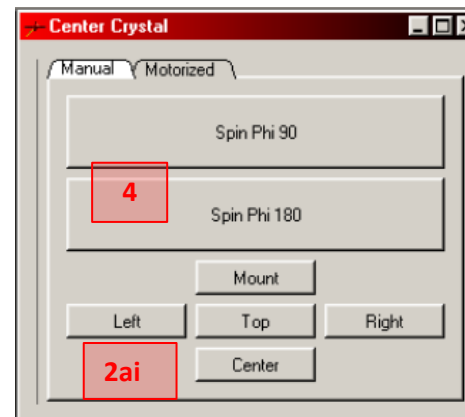 Center Crystal
Manual Motorized
Spin Phi 90
4
Spin Phi 180
Mount
Left Top Right
2ai Center